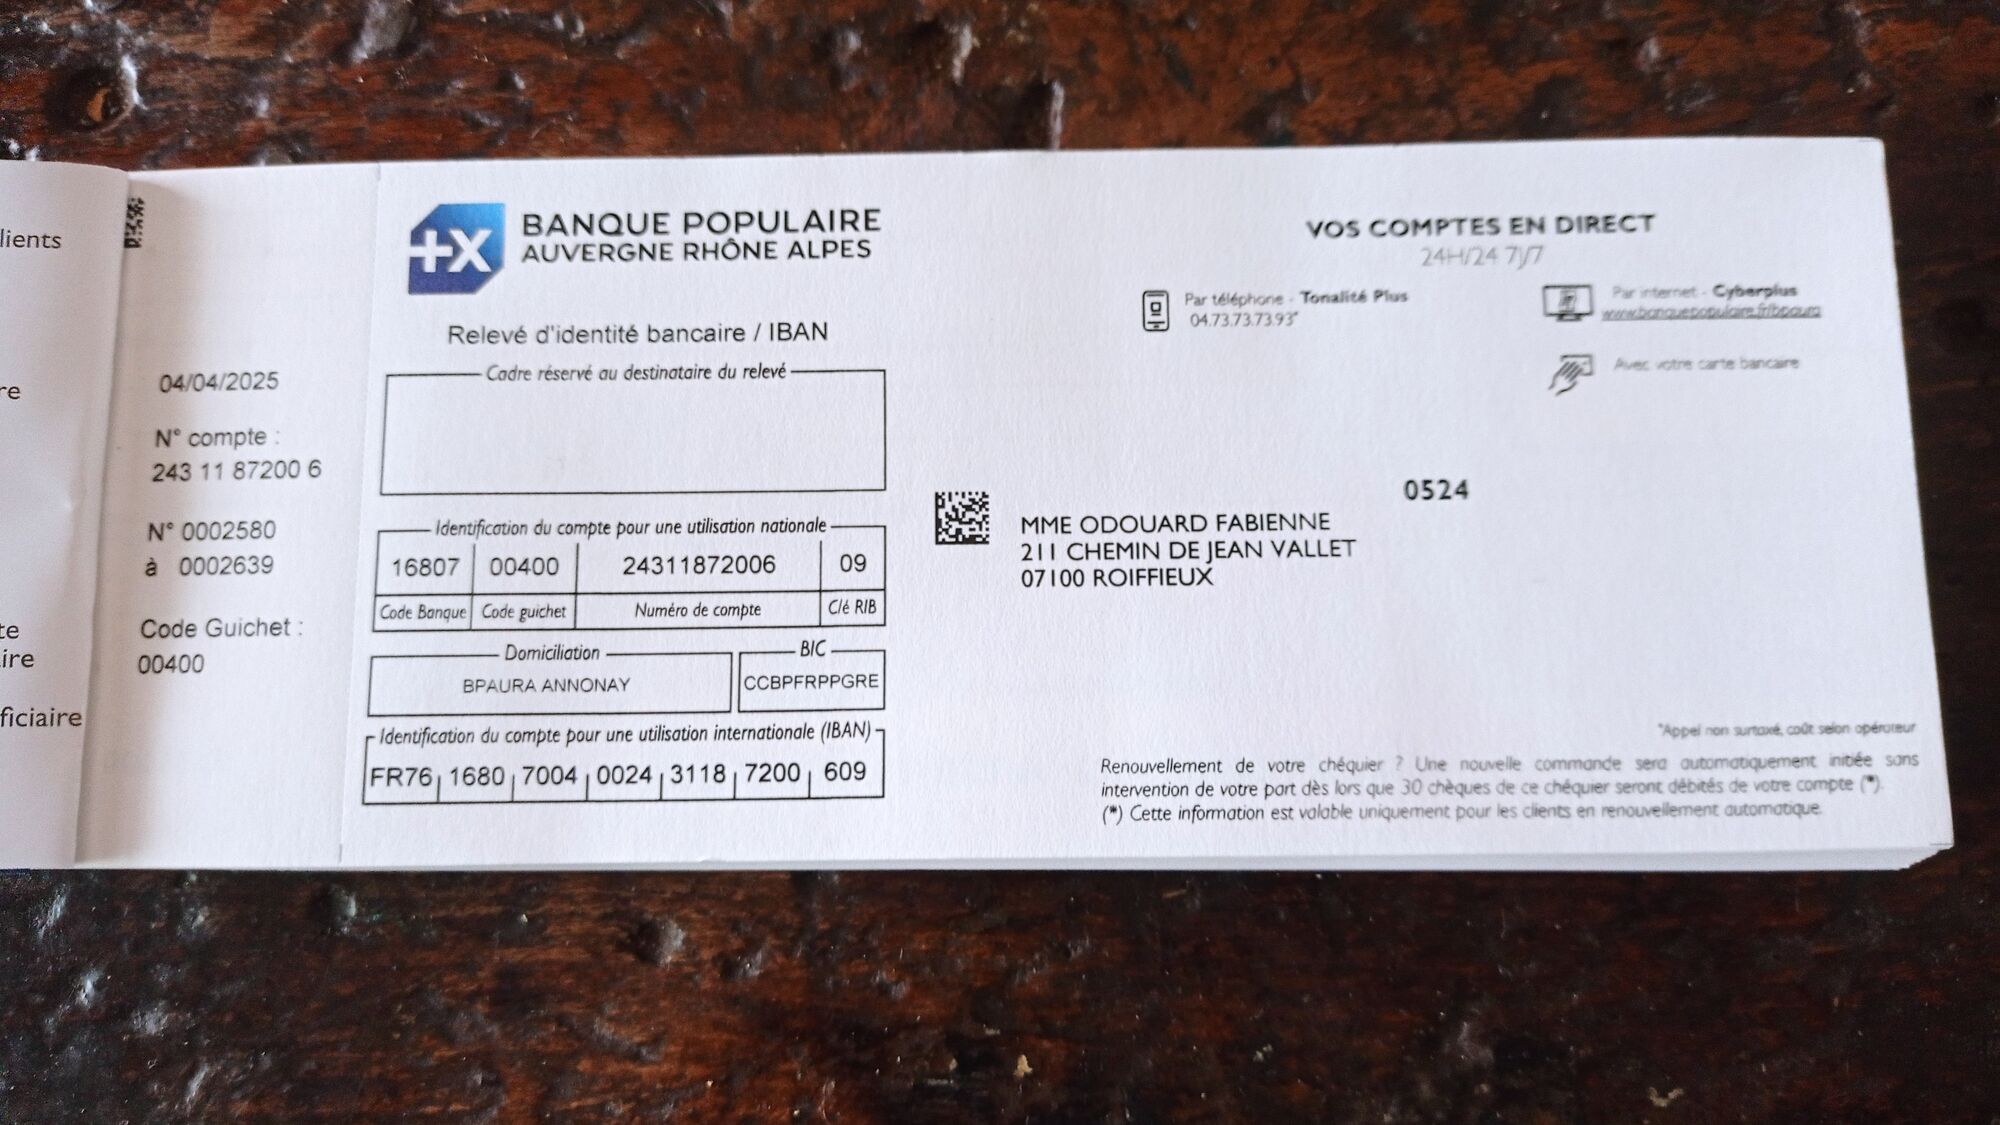 lients
re
te
ire
ficiaire
04/04/2025
N° compte :
243 11 87200 6
N° 0002580
à 0002639
Code Guichet :
00400
+X
BANQUE POPULAIRE
AUVERGNE RHÔNE ALPES
Relevé d'identité bancaire / IBAN
Cadre réservé au destinataire du relevé
Identification du compte pour une utilisation nationale
16807 00400 24311872006 09
Code Banque Code guichet Numéro de compte Clé RIB
Domiciliation BIC
BPAURA ANNONAY CCBPFRPPGRE
Identification du compte pour une utilisation internationale (IBAN)
FR76 1680 7004 0024 3118 7200 609
VOS COMPTES EN DIRECT
24H/24 7J/7
Par téléphone - Tonalité Plus
04.73.73.73.93*
Par internet - Cyberplus
www.banquepopulaire.fr/bpaura
Avec votre carte bancaire
0524
MME ODOUARD FABIENNE
211 CHEMIN DE JEAN VALLET
07100 ROIFFIEUX
*Appel non surtaxé, coût selon opérateur
Renouvellement de votre chéquier ? Une nouvelle commande sera automatiquement initiée sans
intervention de votre part dès lors que 30 chèques de ce chéquier seront débités de votre compte (*).
(*) Cette information est valable uniquement pour les clients en renouvellement automatique.